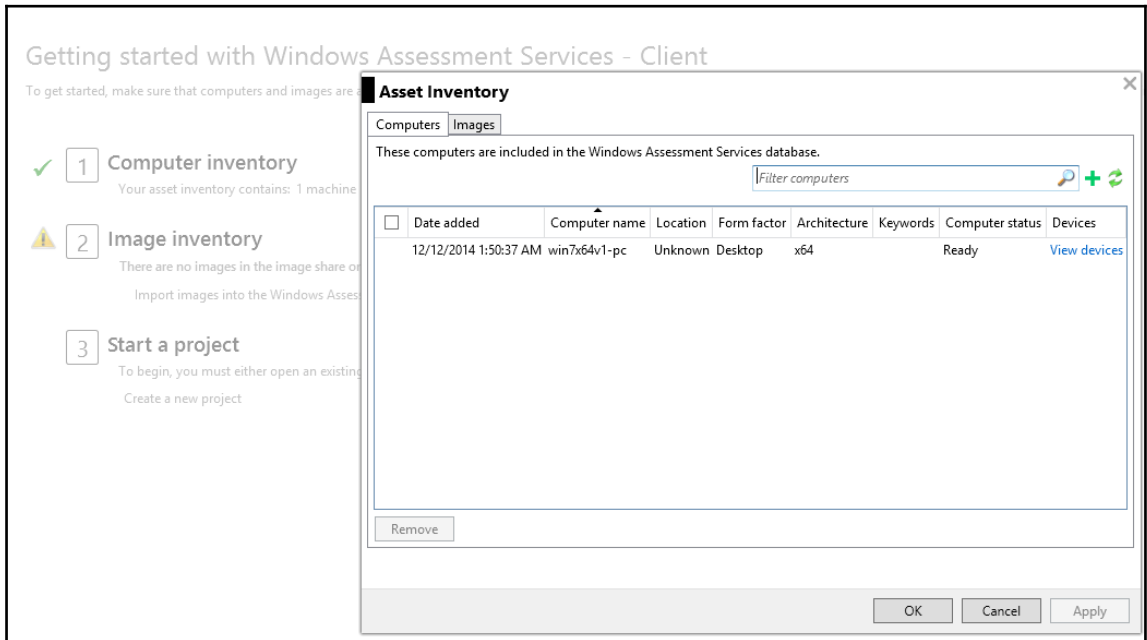 Getting started with Windows Assessment Services - Client
To get started, make sure that computers and images are
1 Computer inventory
Your asset inventory contains: 1 machine
2 Image inventory
There are no images in the image share or
Import images into the Windows
3 Start a project
To begin, you must either open an existing
Create a new project
Asset Inventory
Computers Images
These computers are included in the Windows Assessment Services database.
Filter computers
Date added Computer name Location Form factor Architecture Keywords Computer status Devices
12/12/2014 1:50:37 AM win7x64v1-pc Unknown Desktop x64 Ready View devices
Remove
OK Cancel Apply